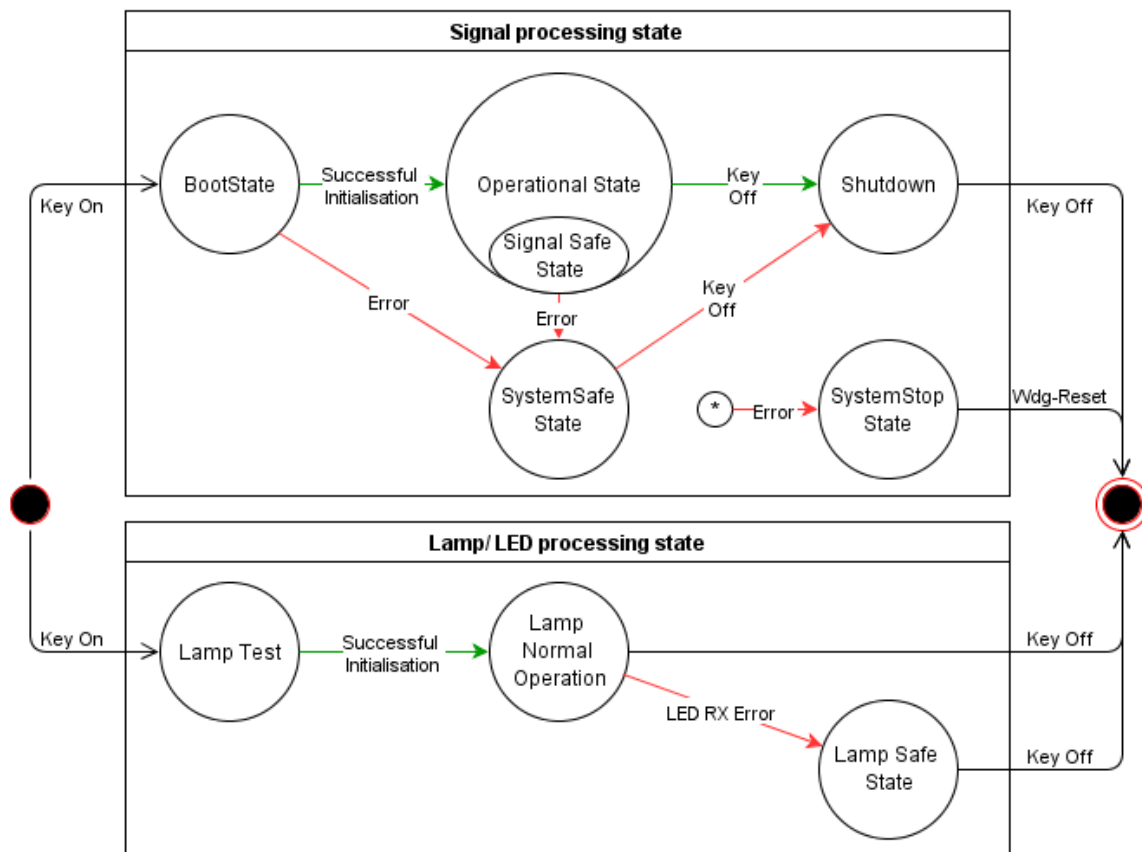 Signal processing state
BootState
Successful
Initialisation
Operational State
Key
Off
Shutdown
Key On
Key Off
Signal Safe
State
Error
Error
Key
Off
SystemSafe
State
*
Error
SystemStop
State
Wdg-Reset
Lamp/ LED processing state
Key On
Lamp Test
Successful
Initialisation
Lamp
Normal
Operation
Key Off
LED RX Error
Lamp Safe
State
Key Off